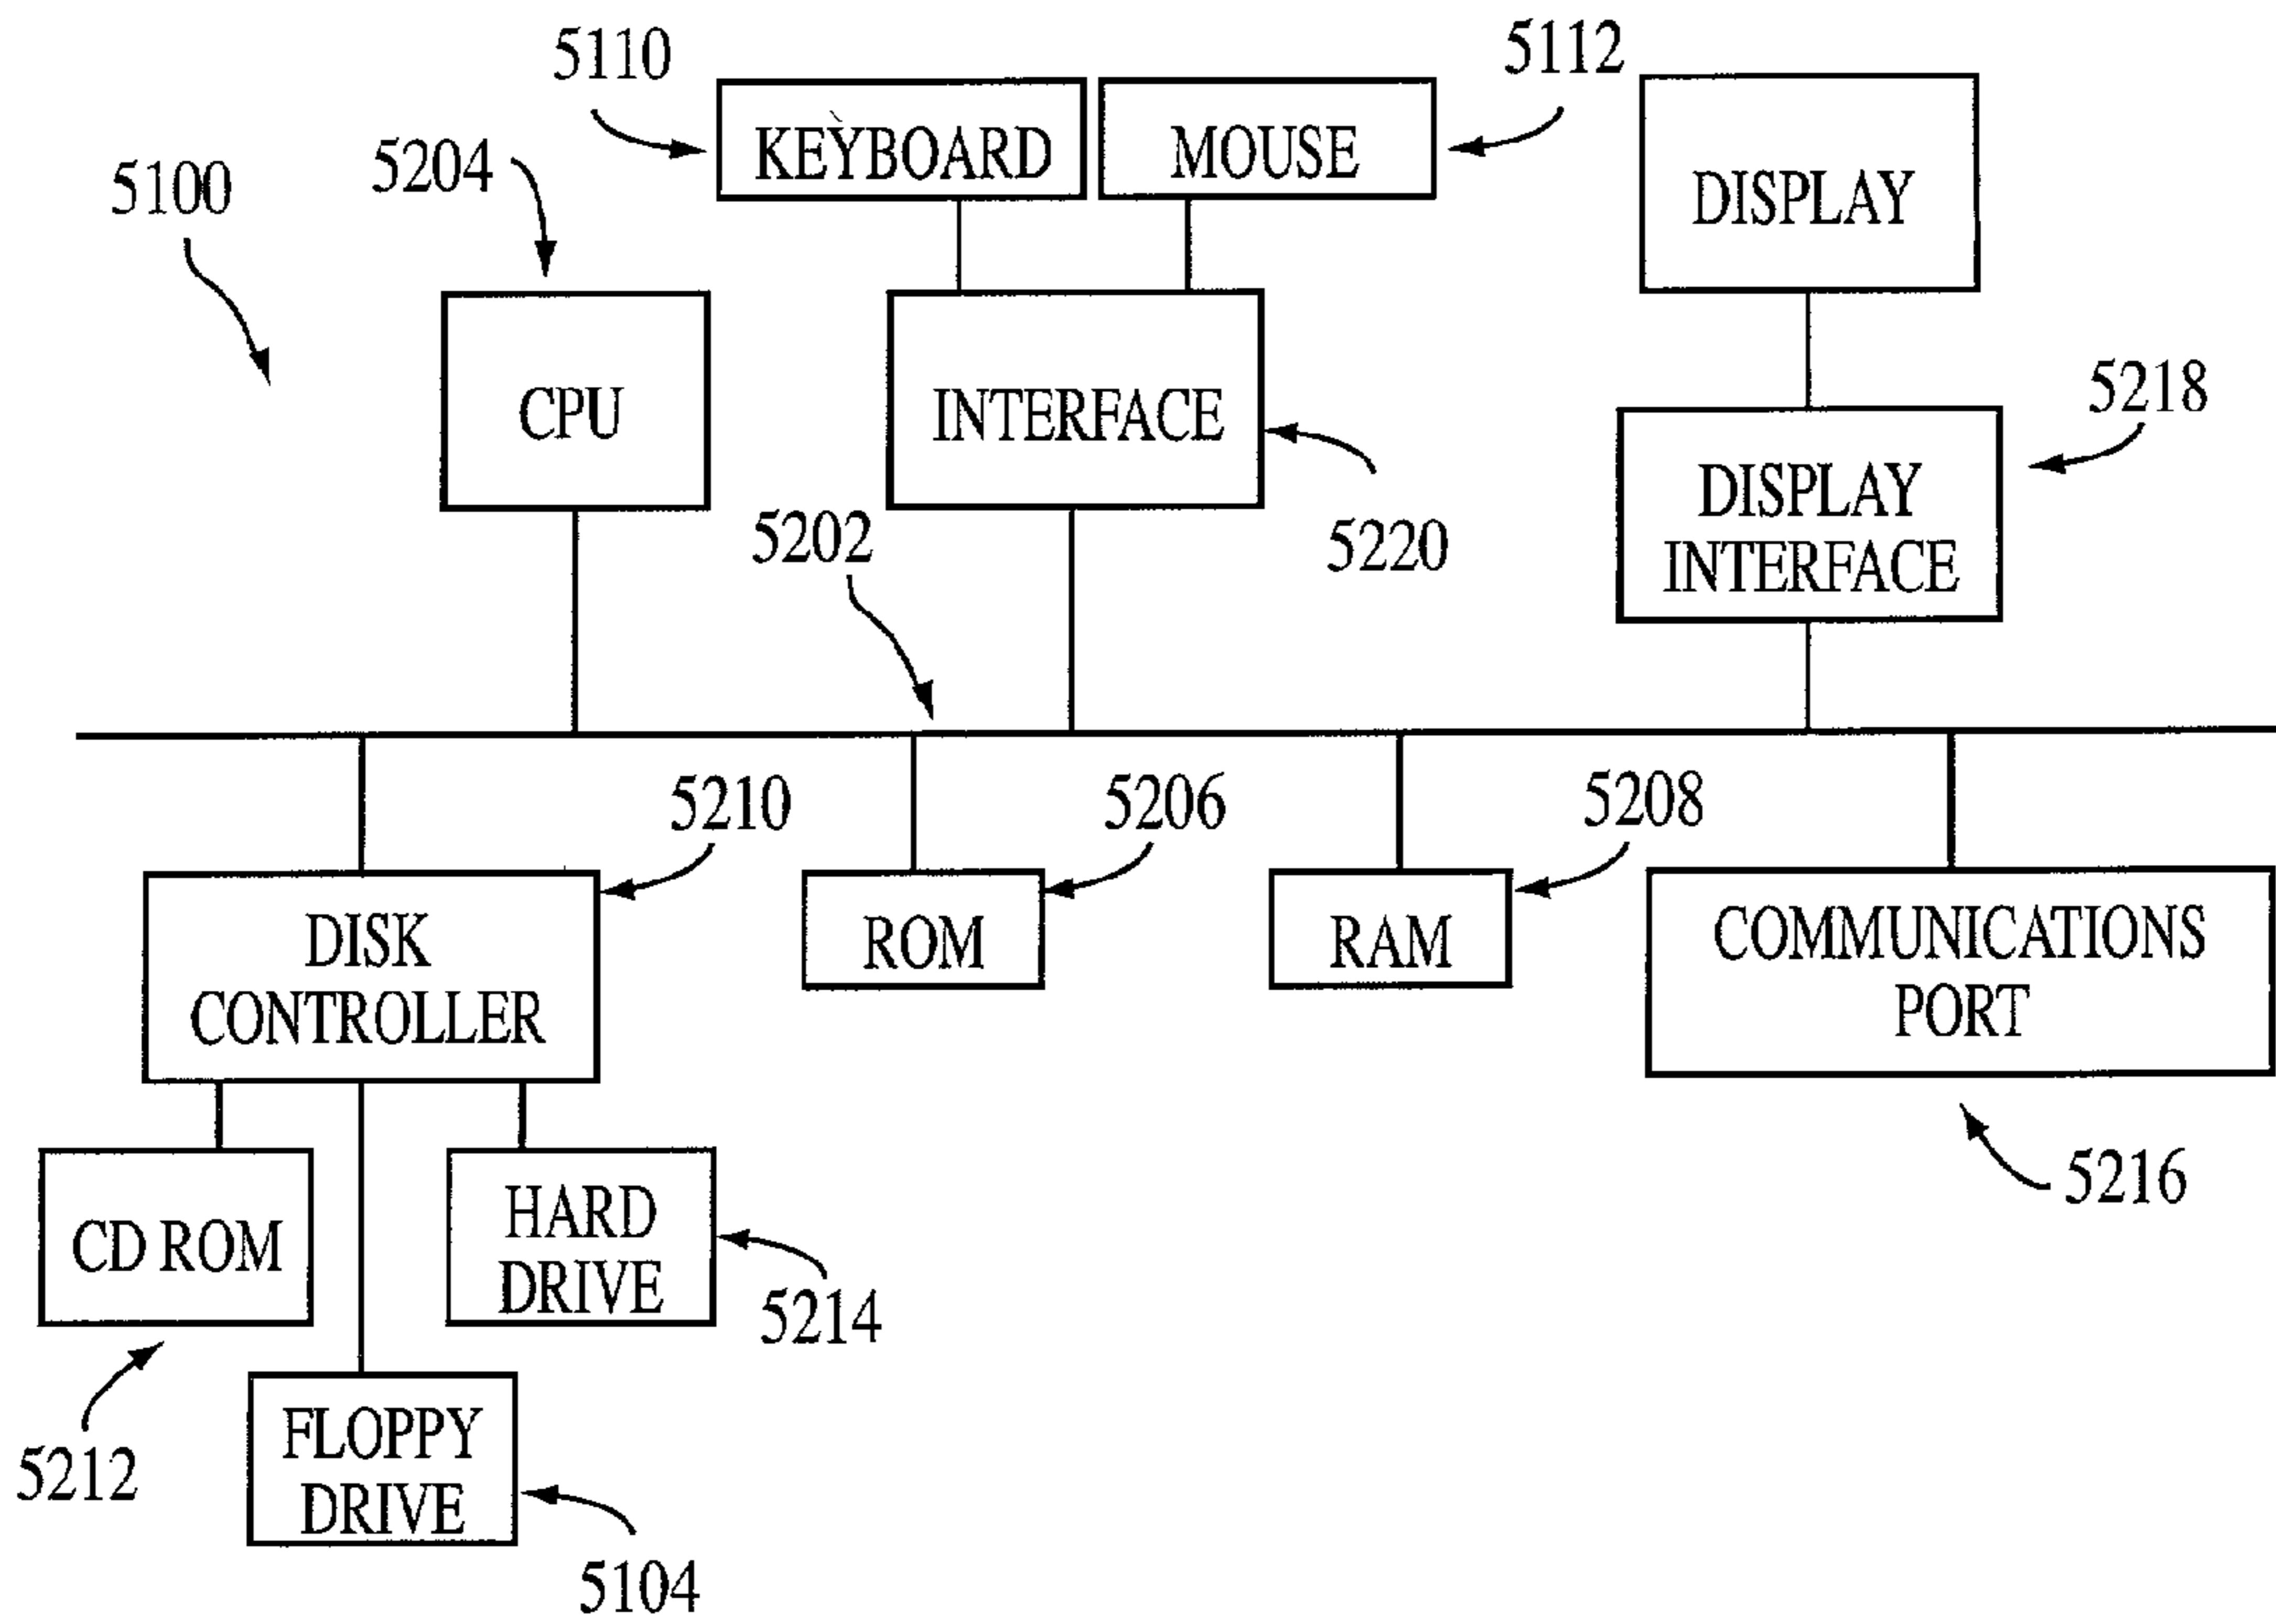 5110
5112
KEYBOARD
MOUSE
5204
5100
DISPLAY
CPU
INTERFACE
5218
DISPLAY
INTERFACE
5202
5220
5210
5206
5208
DISK
CONTROLLER
ROM
RAM
COMMUNICATIONS
PORT
5216
CD ROM
HARD
DRIVE
5214
5212
FLOPPY
DRIVE
5104